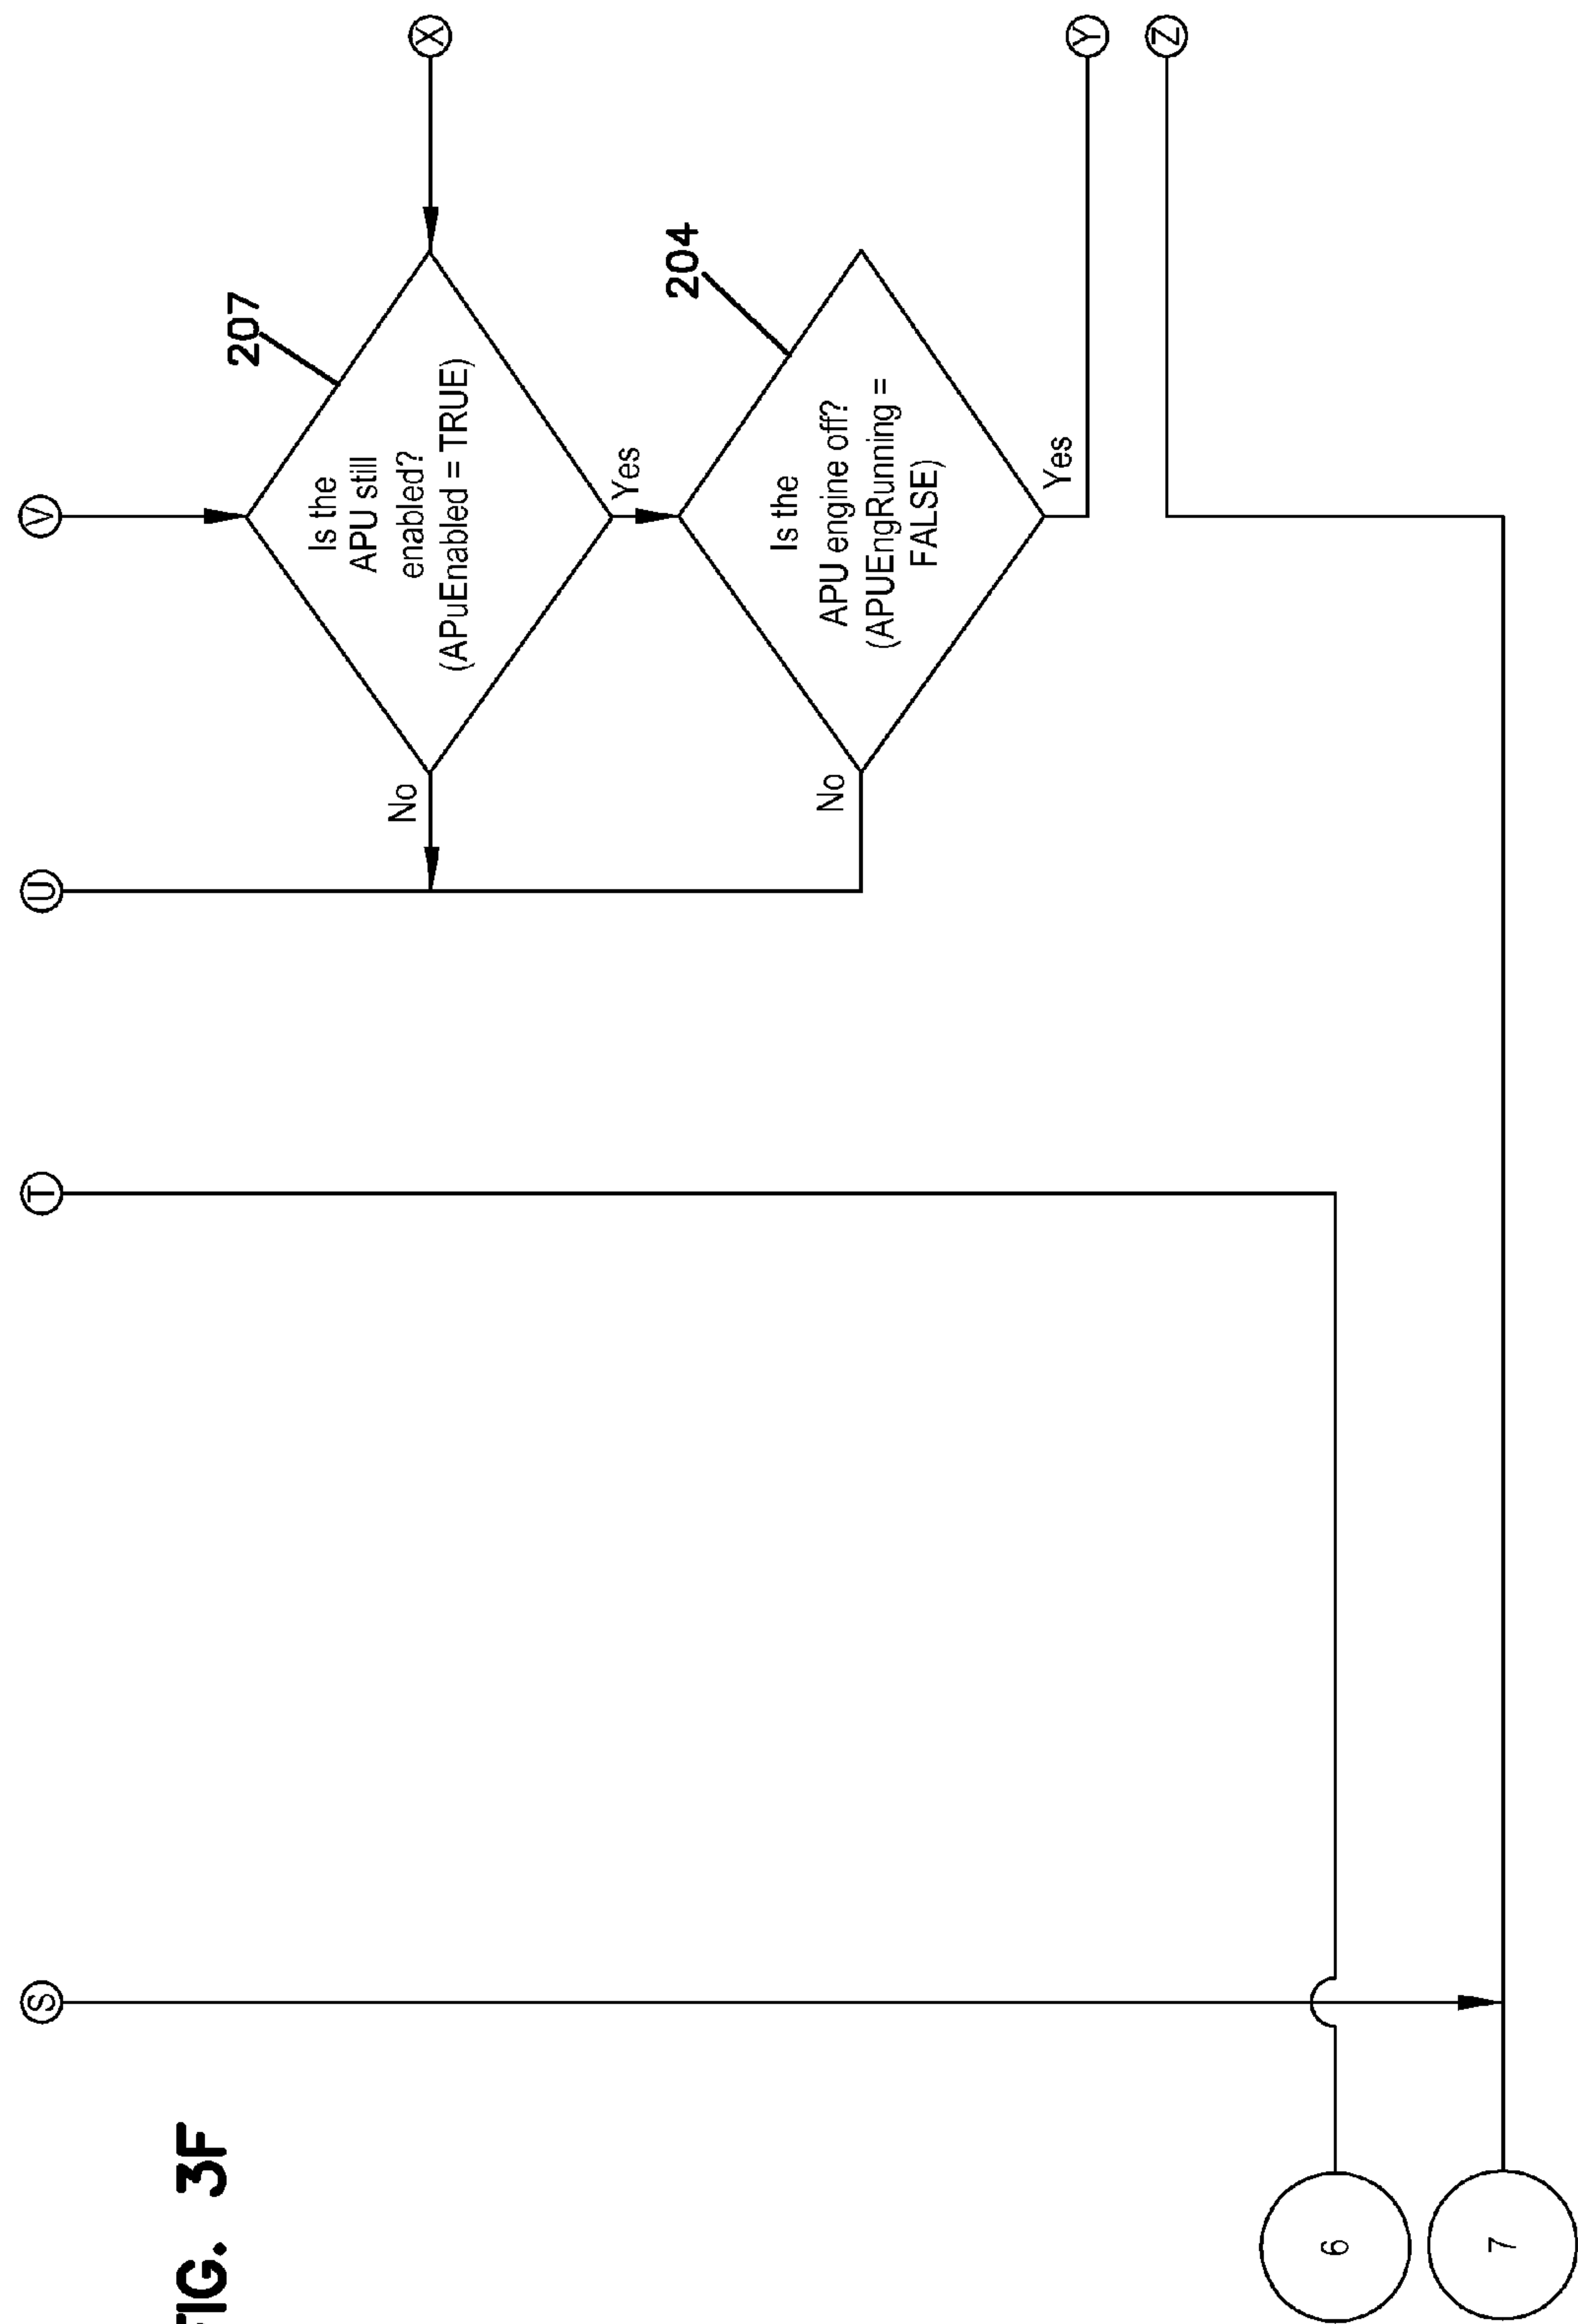 S
T
U
V
FIG. 3F
207
Is the
APU still
enabled?
(APuEnabled = TRUE)
No
X
Yes
204
Is the
APU engine off?
(APUEngRunning =
FALSE)
No
Yes
Y
Z
6
7